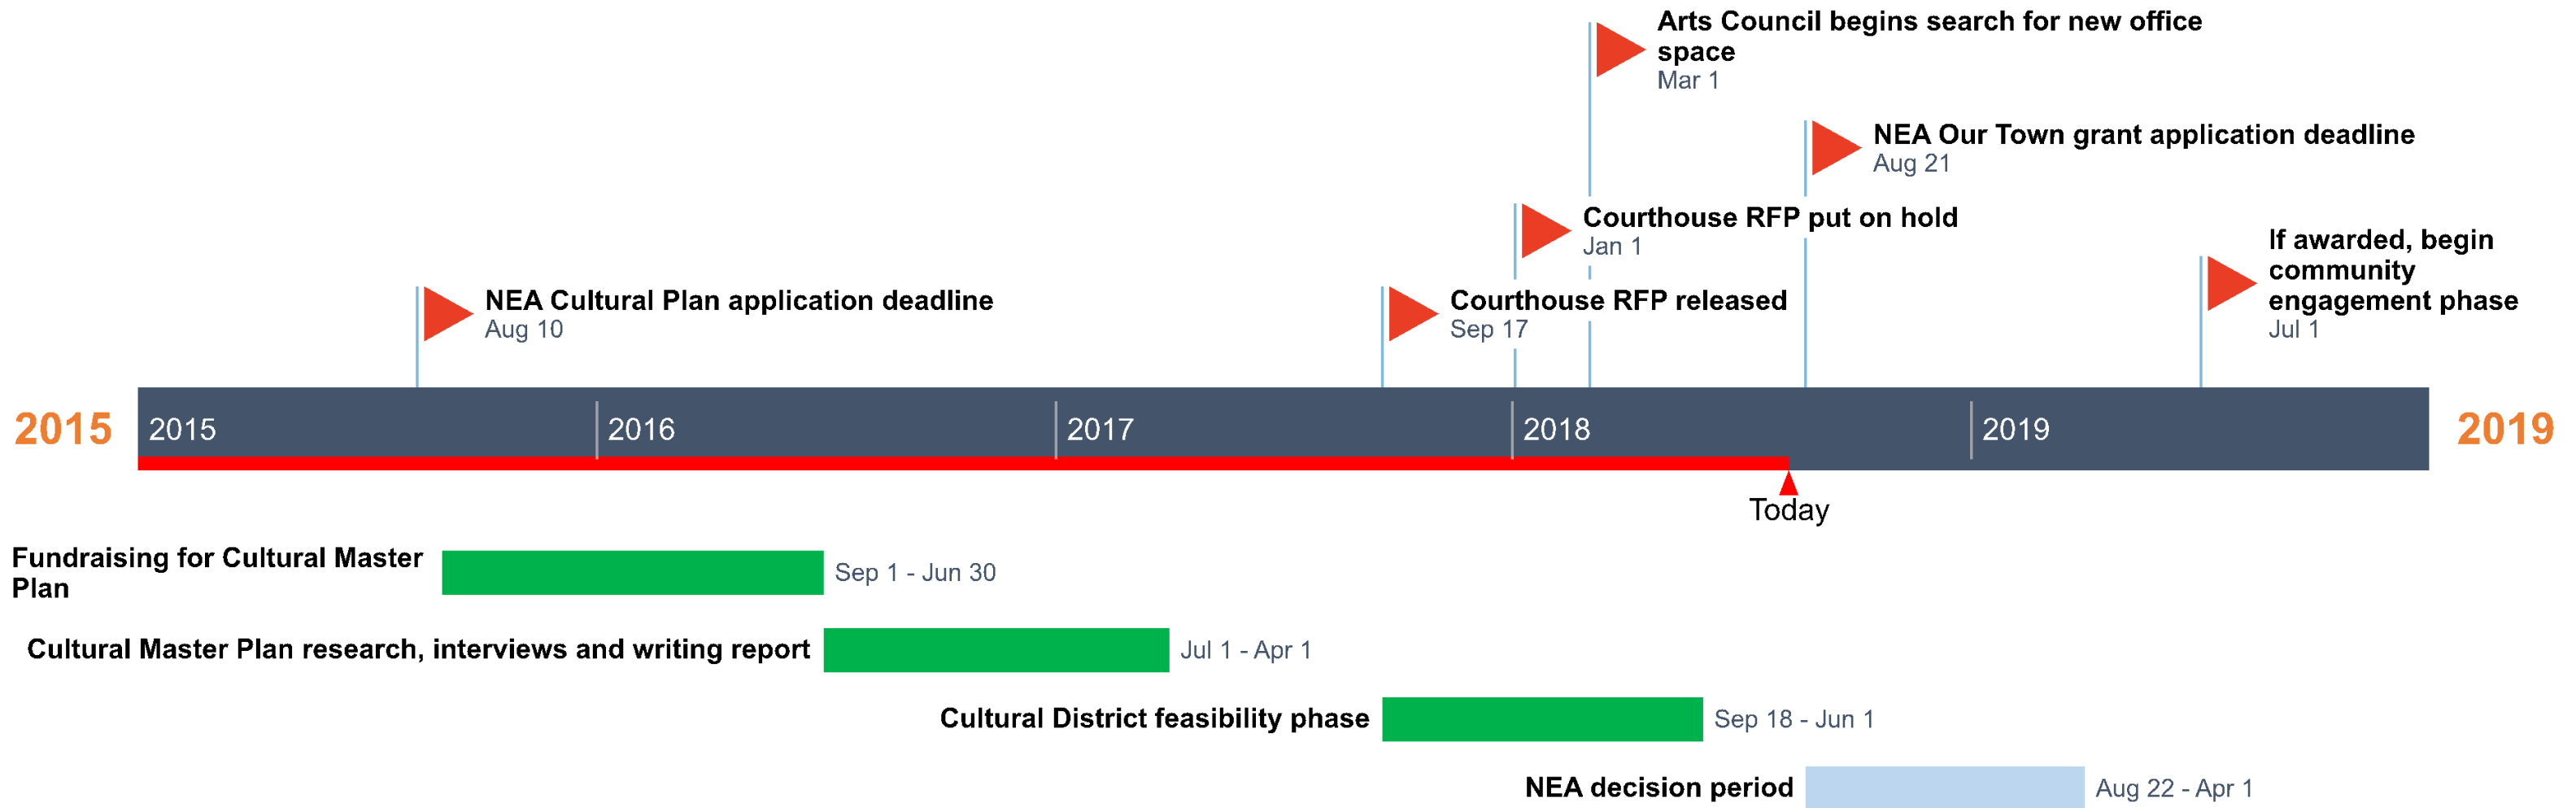 Arts Council begins search for new office
space
Mar 1
NEA Our Town grant application deadline
Aug 21
Courthouse RFP put on hold
Jan 1
If awarded, begin
community
engagement phase
Jul 1
NEA Cultural Plan application deadline
Aug 10
Courthouse RFP released
Sep 17
2015
2015
2016
2017
2018
2019
2019
Today
Fundraising for Cultural Master
Plan
Sep 1 - Jun 30
Cultural Master Plan research, interviews and writing report
Jul 1 - Apr 1
Cultural District feasibility phase
Sep 18 - Jun 1
NEA decision period
Aug 22 - Apr 1